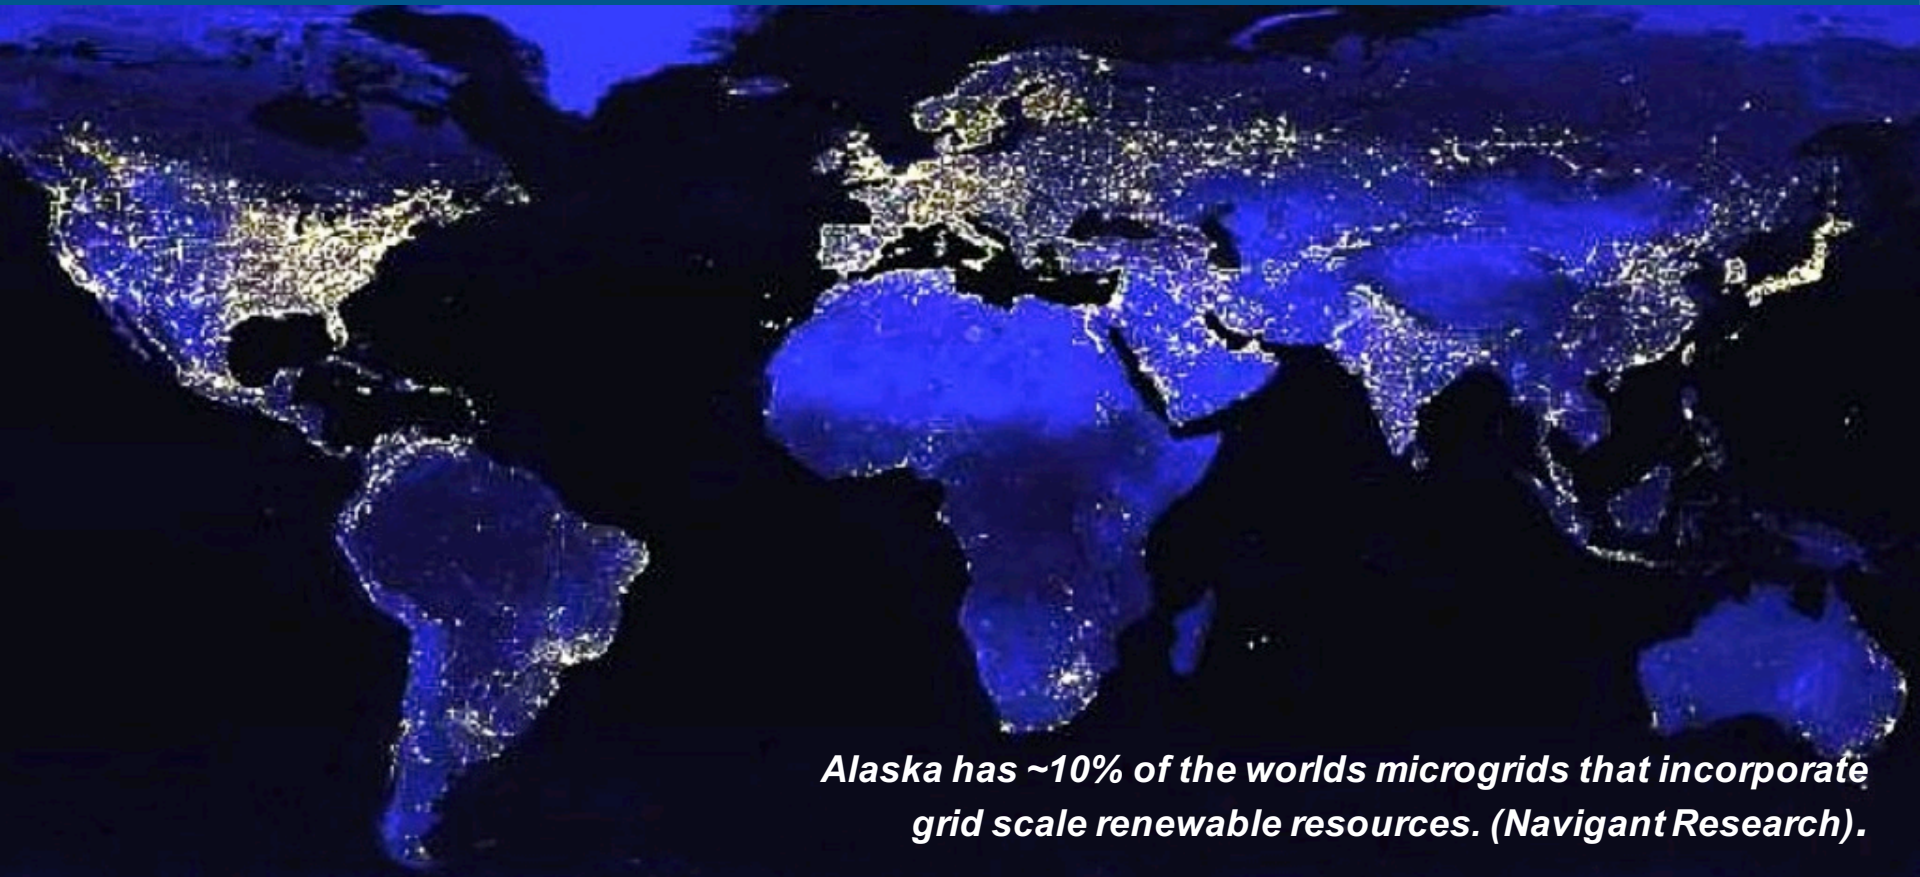 Alaska has ~10% of the worlds microgrids that incorporate
grid scale renewable resources. (Navigant Research).